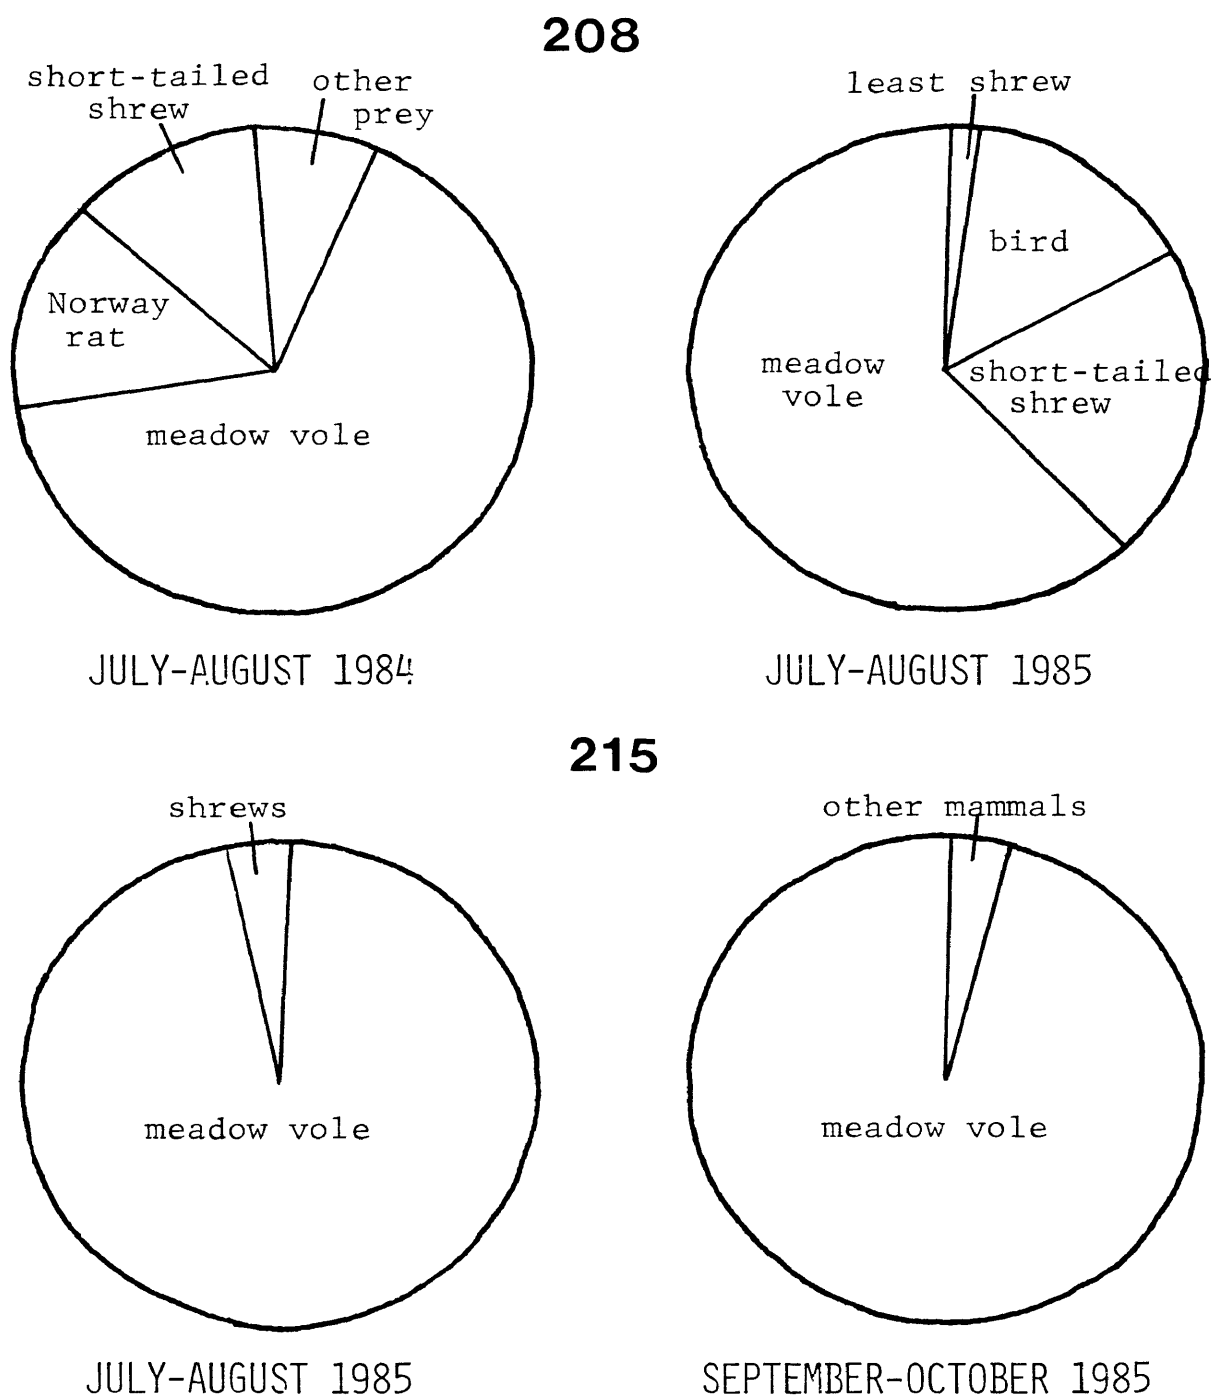 208
short-tailed
shrew
other
prey
Norway
rat
meadow vole
JULY-AUGUST 1984
least shrew
bird
meadow
vole
short-tailed
shrew
JULY-AUGUST 1985
215
shrews
meadow vole
JULY-AUGUST 1985
other mammals
meadow vole
SEPTEMBER-OCTOBER 1985